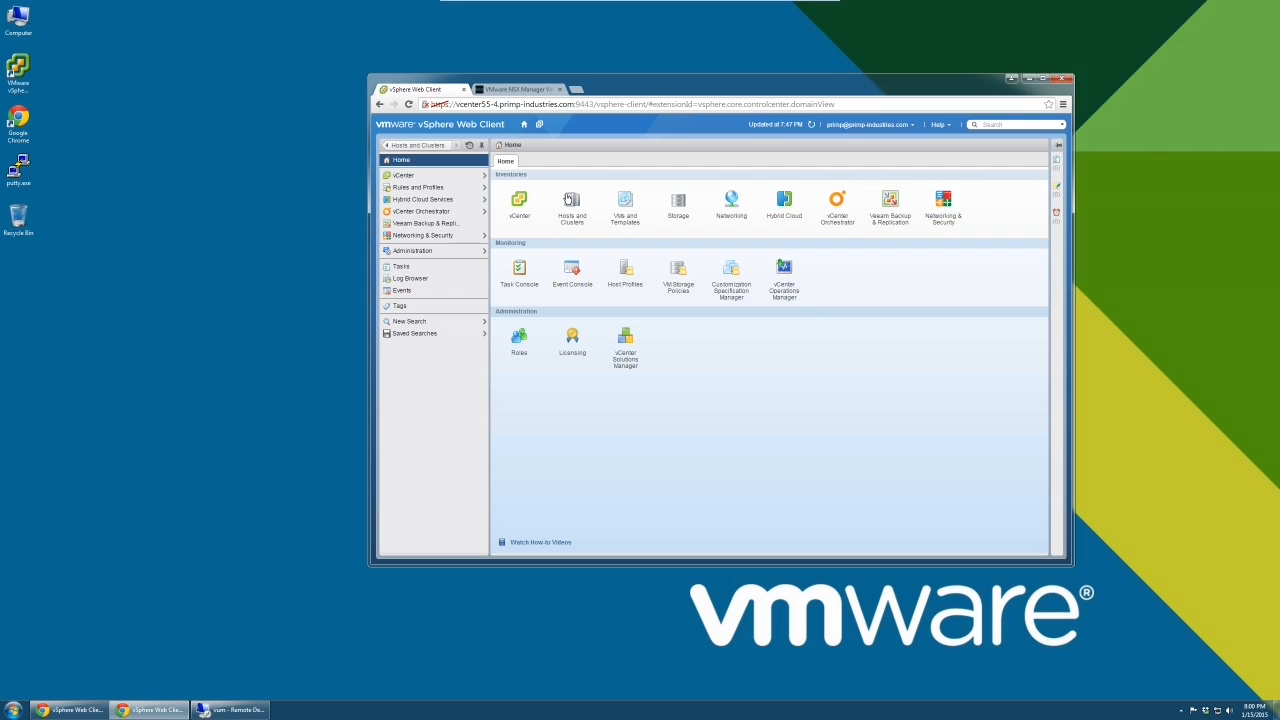 Computer
VMware
vSphe...
Google
Chrome
putty.exe
Recycle Bin
vSphere Web Client
VMware NSX Manager Vi
https://vcenter55-4.primp-industries.com:9443/vsphere-client/#extensionId=vsphere.core.controlcenter.domainView
vmware® vSphere Web Client
Updated at 7:47 PM
primp@primp-industries.com
Help
Search
Hosts and Clusters
Home
vCenter
Rules and Profiles
Hybrid Cloud Services
vCenter Orchestrator
Veeam Backup & Repli...
Networking & Security
Administration
Tasks
Log Browser
Events
Tags
New Search
Saved Searches
Home
Home
Inventories
vCenter
Hosts and
Clusters
VMs and
Templates
Storage
Networking
Hybrid Cloud
vCenter
Orchestrator
Veeam Backup
& Replication
Networking &
Security
Monitoring
Task Console
Event Console
Host Profiles
VM Storage
Policies
Customization
Specification
Manager
vCenter
Operations
Manager
Administration
Roles
Licensing
vCenter
Solutions
Manager
Watch How-to Videos
(0)
(0)
(0)
vmware®
vSphere Web Clie...
vSphere Web Clie...
vum - Remote De...
8:00 PM
1/15/2015